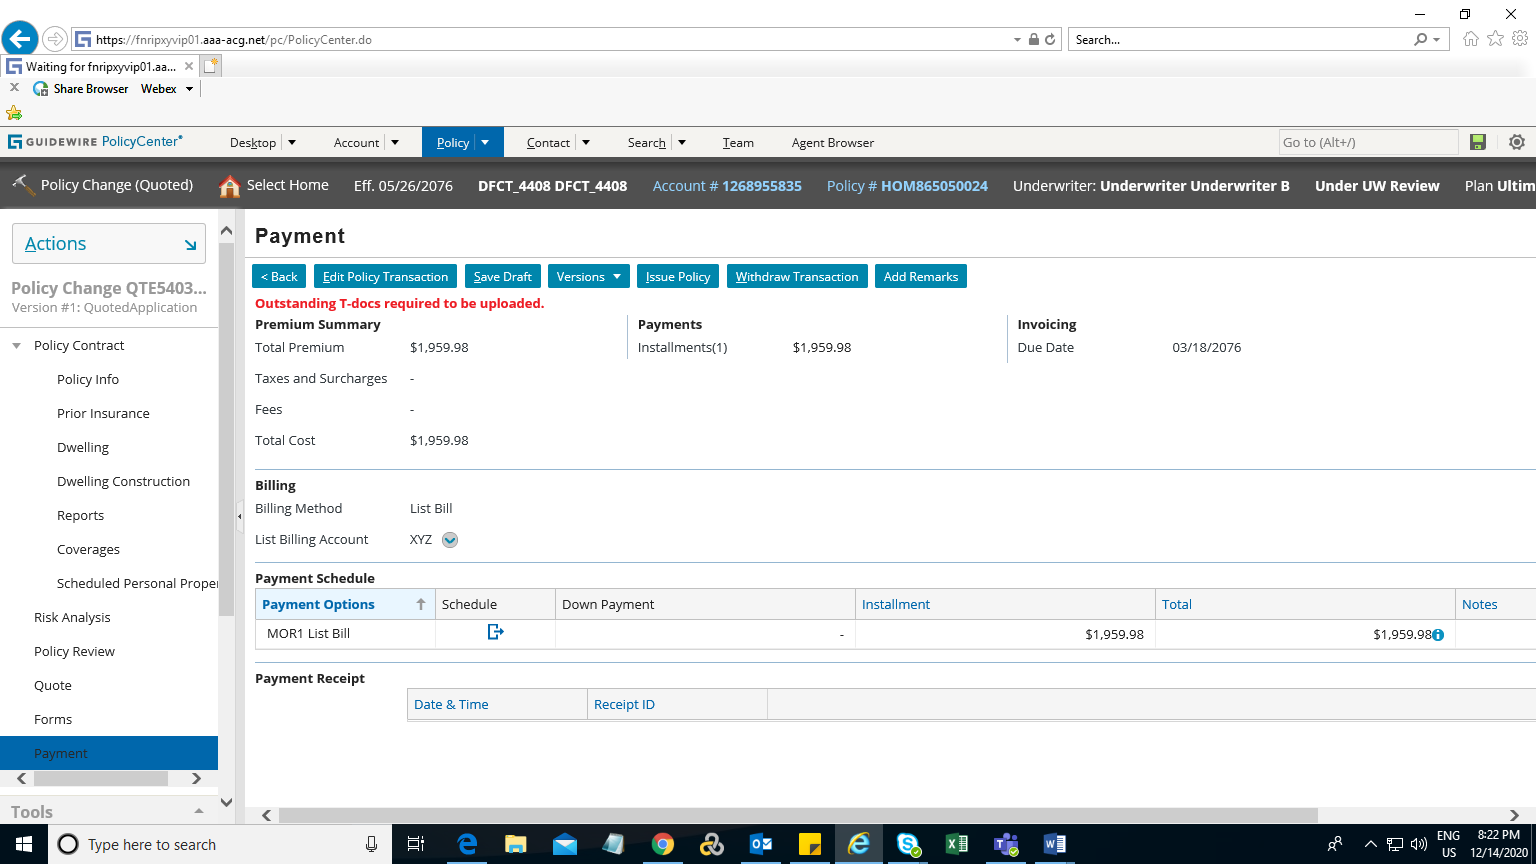 https://fnripxyvip01.aaa-acg.net/pc/PolicyCenter.do
Search...
Waiting for fnripxyvip01.aa...
Share Browser Webex
GUIDEWIRE PolicyCenter
Desktop Account Policy Contact Search Team Agent Browser
Go to (Alt+/)
Policy Change (Quoted) Select Home Eff. 05/26/2076 DFCT_4408 DFCT_4408 Account # 1268955835 Policy # HOM865050024 Underwriter: Underwriter Underwriter B Under UW Review Plan Ultim
Actions
Policy Change QTE5403...
Version #1: QuotedApplication
Policy Contract
Policy Info
Prior Insurance
Dwelling
Dwelling Construction
Reports
Coverages
Scheduled Personal Proper
Risk Analysis
Policy Review
Quote
Forms
Payment
Tools
Payment
< Back Edit Policy Transaction Save Draft Versions Issue Policy Withdraw Transaction Add Remarks
Outstanding T-docs required to be uploaded.
Premium Summary Payments Invoicing
Total Premium $1,959.98 Installments(1) $1,959.98 Due Date 03/18/2076
Taxes and Surcharges -
Fees -
Total Cost $1,959.98
Billing
Billing Method List Bill
List Billing Account XYZ
Payment Schedule
Payment Options Schedule Down Payment Installment Total Notes
MOR1 List Bill - $1,959.98 $1,959.98
Payment Receipt
Date & Time Receipt ID
Type here to search
ENG 8:22 PM
US 12/14/2020